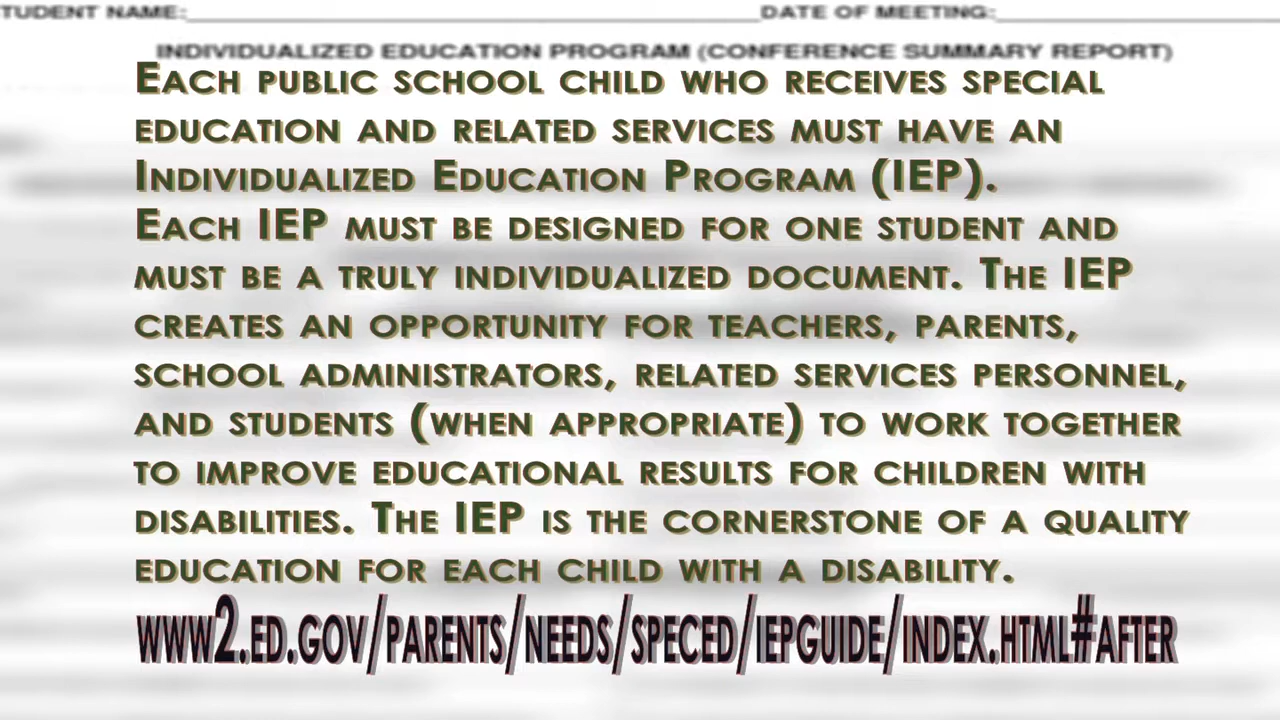 TUDENT NAME: DATE OF MEETING:
INDIVIDUALIZED EDUCATION PROGRAM (CONFERENCE SUMMARY REPORT)
Each public school child who receives special
education and related services must have an
Individualized Education Program (IEP).
Each IEP must be designed for one student and
must be a truly individualized document. The IEP
creates an opportunity for teachers, parents,
school administrators, related services personnel,
and students (when appropriate) to work together
to improve educational results for children with
disabilities. The IEP is the cornerstone of a quality
education for each child with a disability.
www2.ed.gov/parents/needs/speced/iepguide/index.html#after